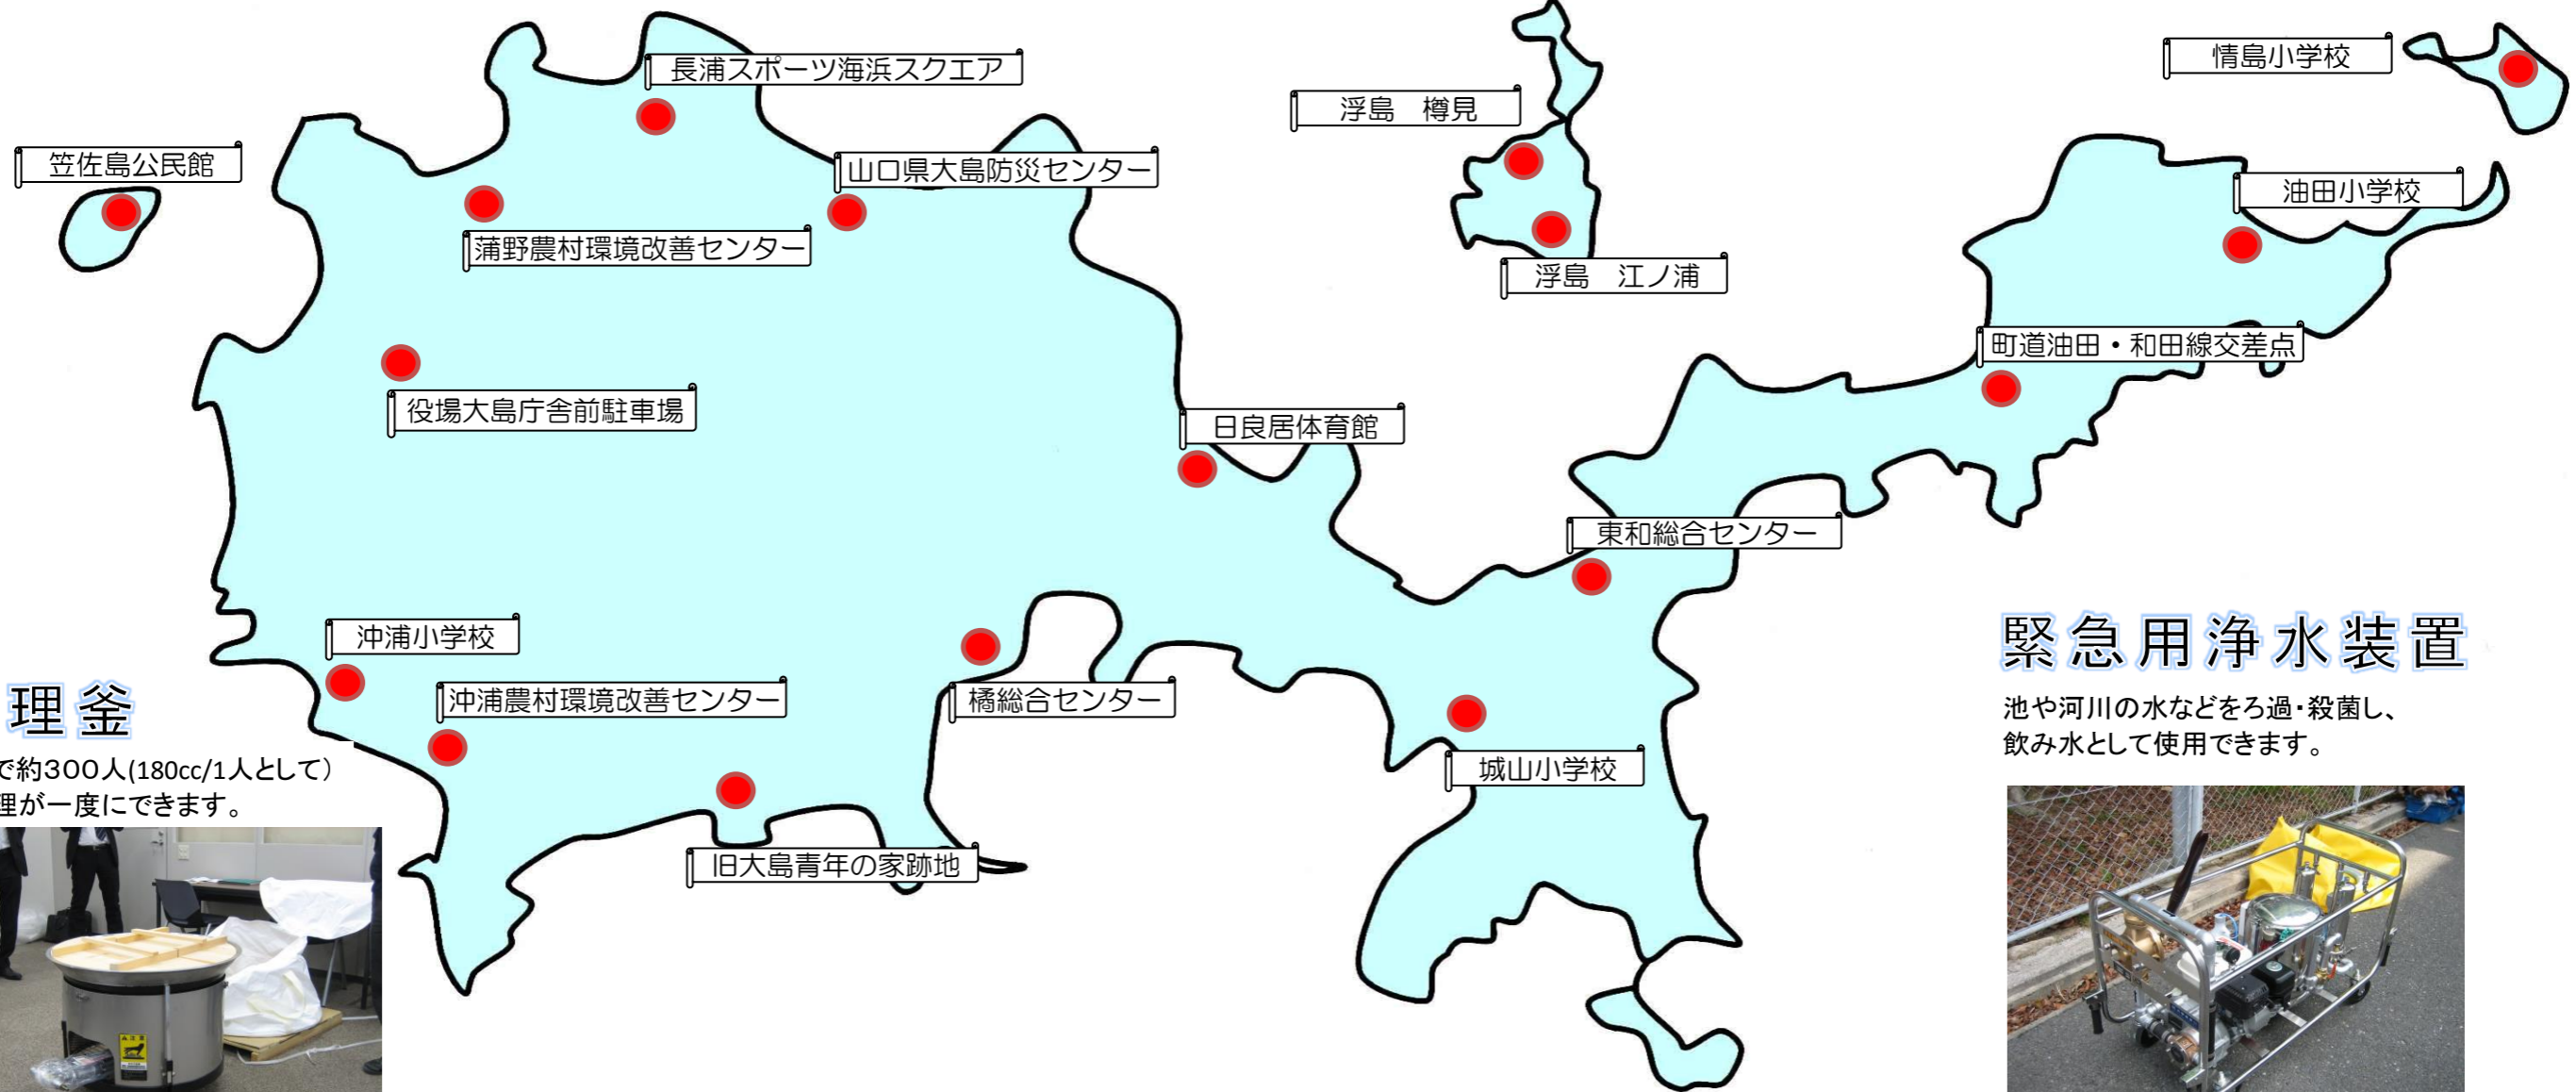 長浦スポーツ海浜スクエア
情島小学校
浮島　樽見
笠佐島公民館
山口県大島防災センター
油田小学校
蒲野農村環境改善センター
浮島　江ノ浦
町道油田・和田線交差点
役場大島庁舎前駐車場
日良居体育館
東和総合センター
沖浦小学校
沖浦農村環境改善センター
橘総合センター
城山小学校
旧大島青年の家跡地
理釜
で約300人(180cc/1人として)
理が一度にできます。
緊急用浄水装置
池や河川の水などをろ過・殺菌し、
飲み水として使用できます。